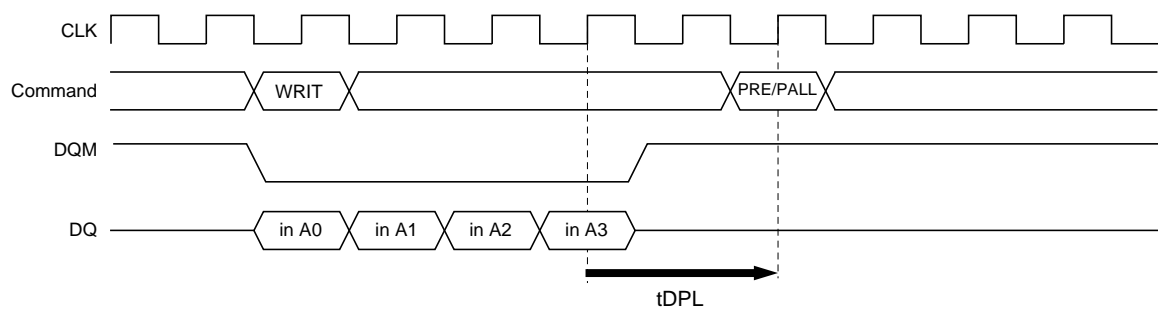 CLK
Command WRIT PRE/PALL
DQM
DQ in A0 in A1 in A2 in A3
tDPL